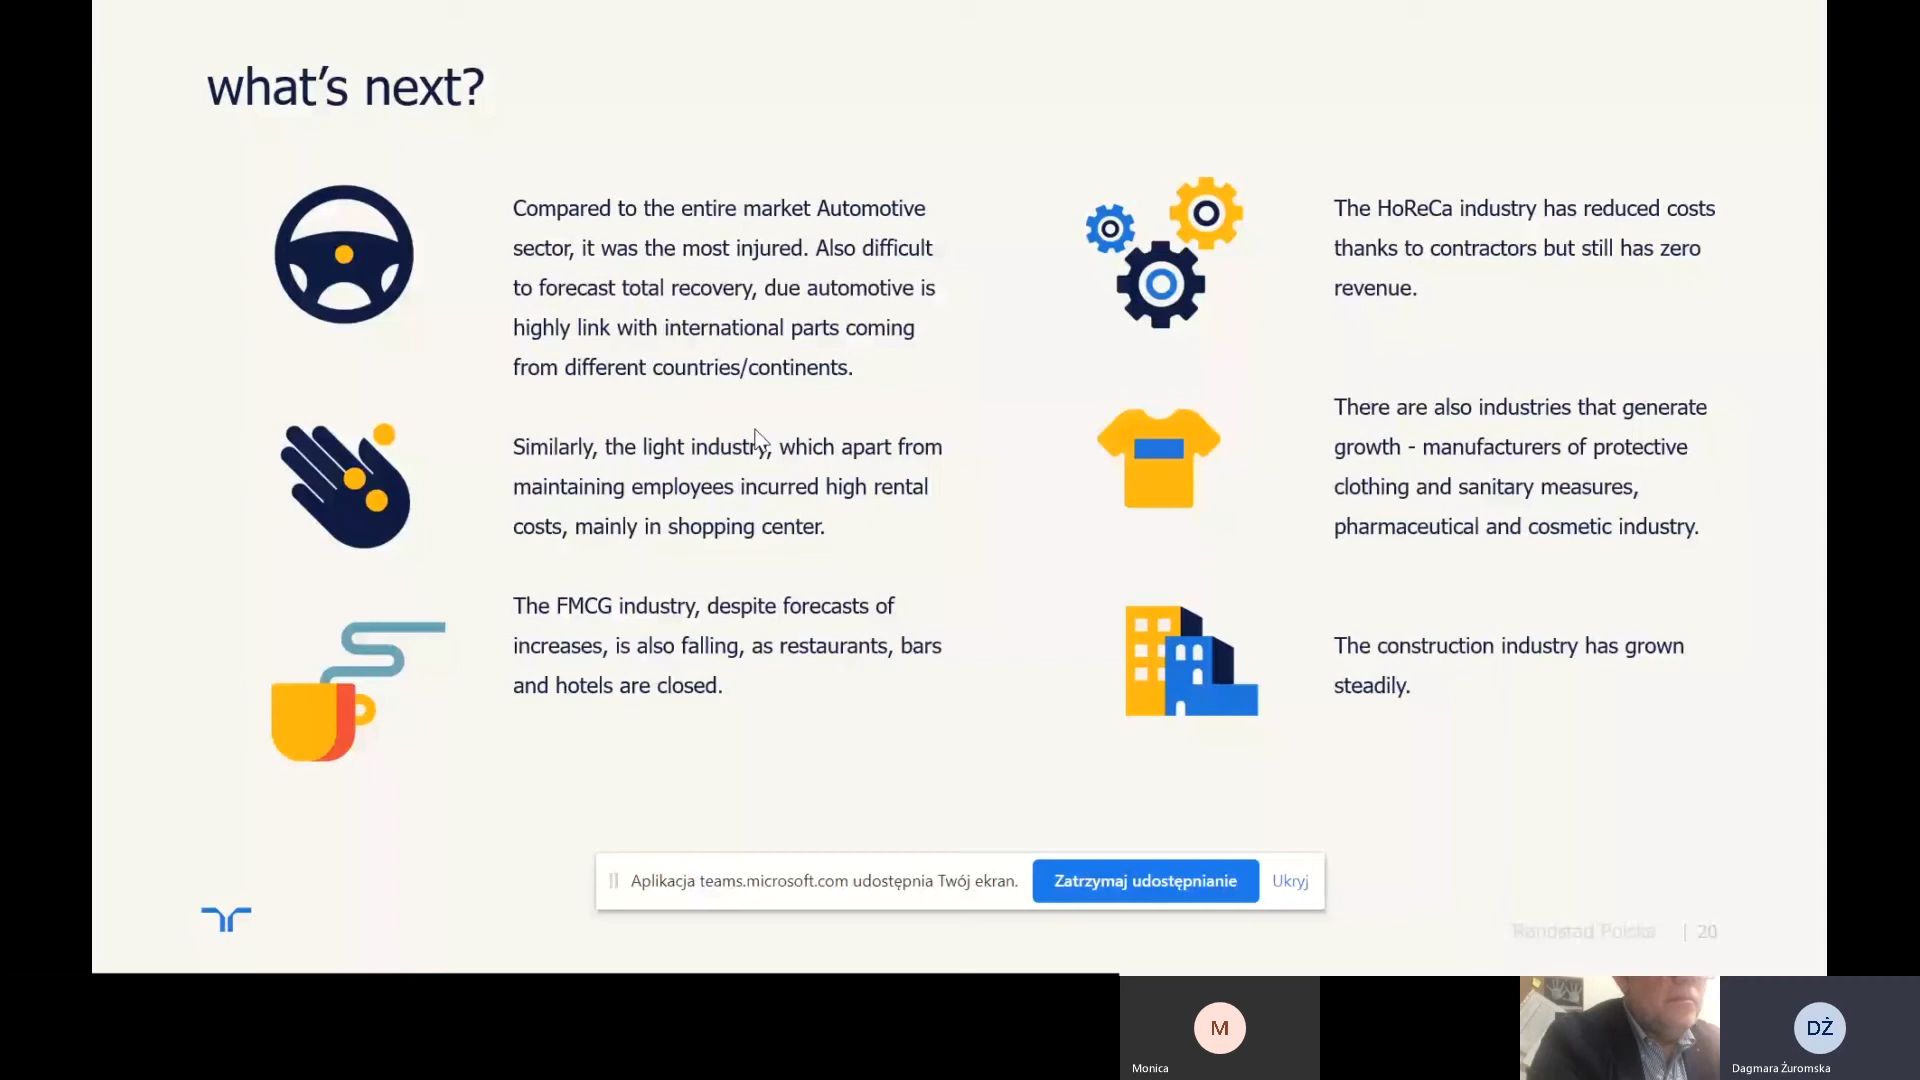 what's next?
Compared to the entire market Automotive
sector, it was the most injured. Also difficult
to forecast total recovery, due automotive is
highly link with international parts coming
from different countries/continents.
Similarly, the light industry, which apart from
maintaining employees incurred high rental
costs, mainly in shopping center.
The FMCG industry, despite forecasts of
increases, is also falling, as restaurants, bars
and hotels are closed.
The HoReCa industry has reduced costs
thanks to contractors but still has zero
revenue.
There are also industries that generate
growth - manufacturers of protective
clothing and sanitary measures,
pharmaceutical and cosmetic industry.
The construction industry has grown
steadily.
Aplikacja teams.microsoft.com udostępnia Twój ekran. Zatrzymaj udostępnianie Ukryj
Randstad Polska | 20
M
Monica
DŻ
Dagmara Żuromska